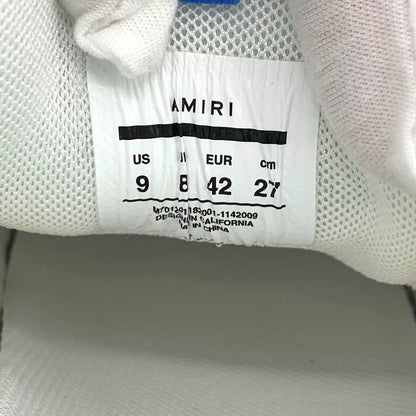 AMIRI
US EUR cm
9 8 42 27
DESIGNED IN CALIFORNIA
MADE IN CHINA